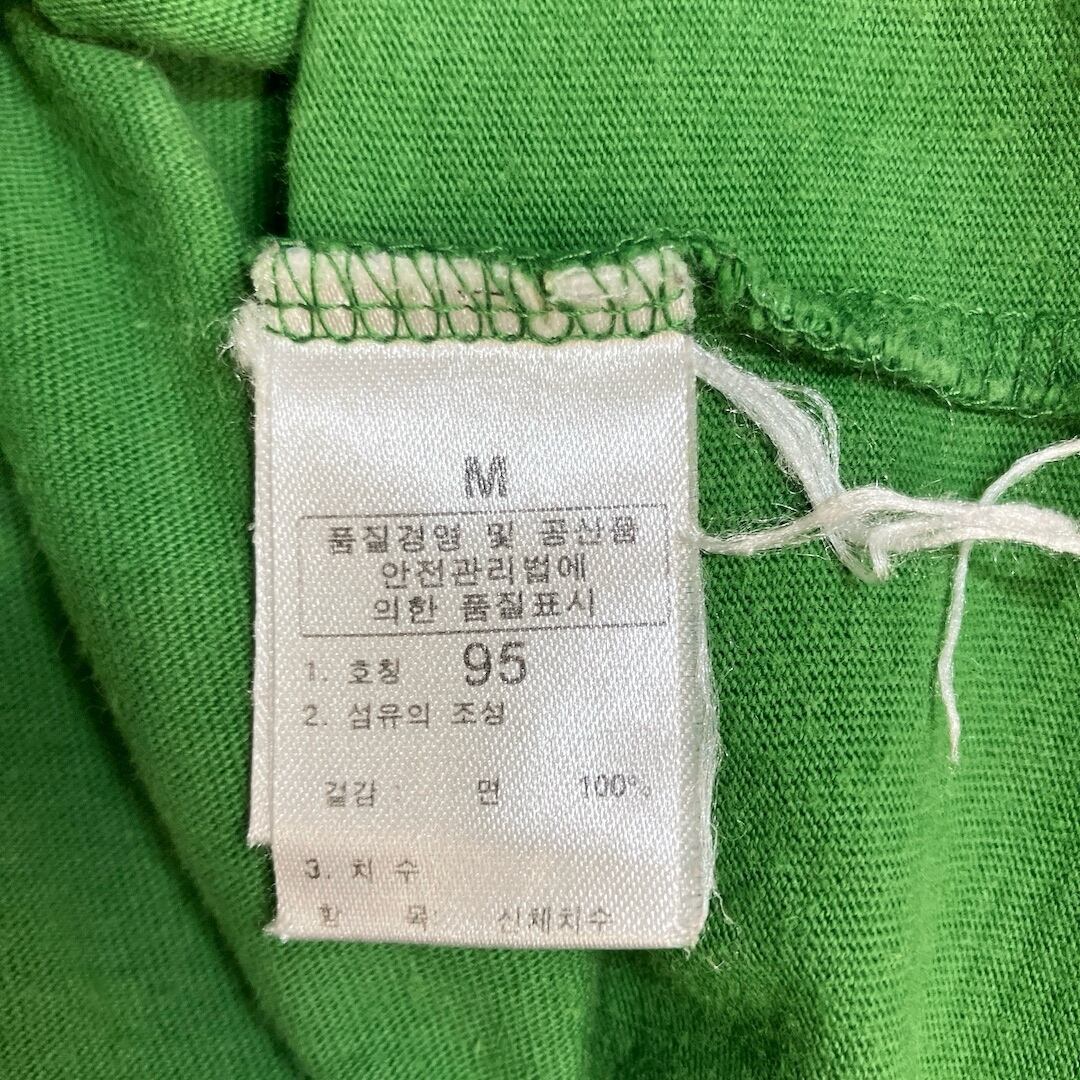 M
품질경영 및 공산품
안전관리법에
의한 품질표시
1. 호칭 95
2. 섬유의 조성
겉감 : 면 100%
3. 치 수
항 목: 신체치수